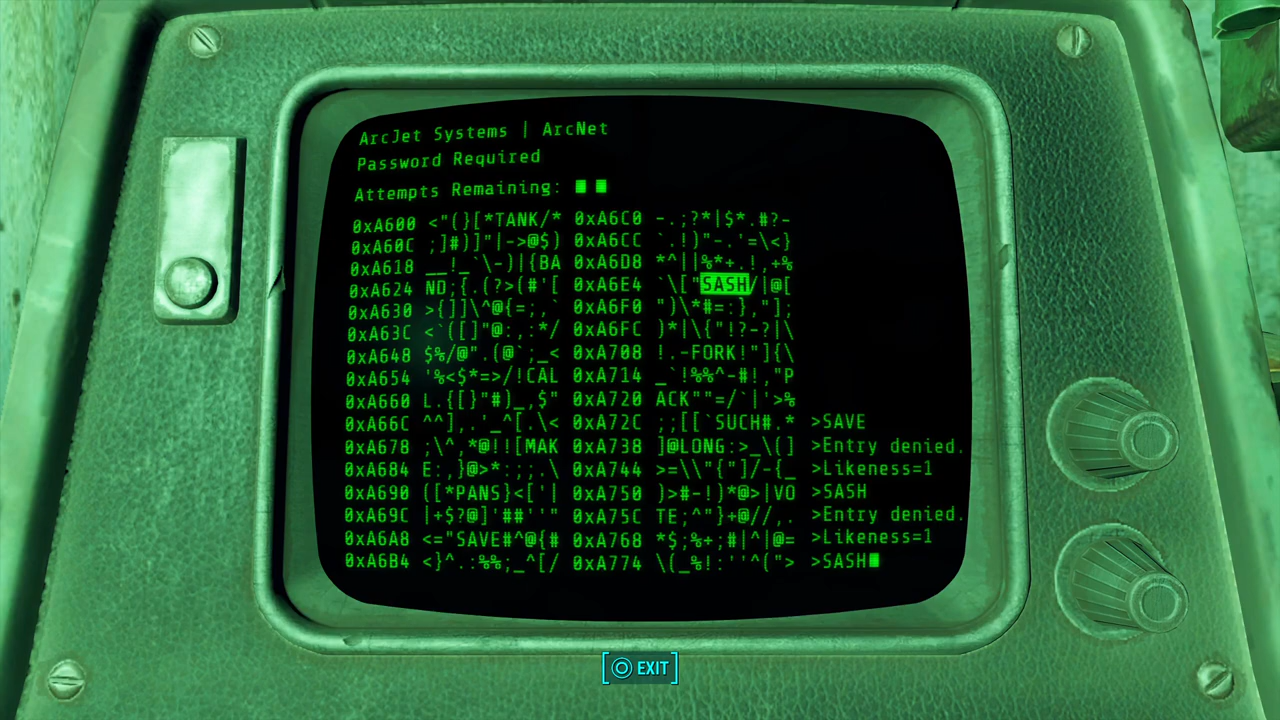 ArcJet Systems | ArcNet
Password Required
Attempts Remaining: ■ ■
0xA600 <"(}[*TANK/* 0xA6C0 -.;?*|$*.#?-
0xA60C ;]#)]"|->@$) 0xA6CC `.!)"-.'=\<}
0xA618 __!_`\-)|{BA 0xA6D8 *^||%*+.!,+%
0xA624 ND;{.(?>(#'[ 0xA6E4 `\["SASH/|@[
0xA630 >{]]\^@{=;,` 0xA6F0 ")\*#=:},"];
0xA63C <`([]"@:,:*/ 0xA6FC )*|\{"!?-?|\
0xA648 $%/@".(@`;_< 0xA708 !.-FORK!"]{\
0xA654 '%<$*=>/!CAL 0xA714 _`!%%^-#!,"P
0xA660 L.{[}"#)_,$" 0xA720 ACK""=/`|'>%
0xA66C ^^],.'_^[.\< 0xA72C ;;[[`SUCH#.* >SAVE
0xA678 ;\^,*@!![MAK 0xA738 ]@LONG:>_\(] >Entry denied.
0xA684 E:,}@>*:;;.\ 0xA744 >=\\"{"]/-{_ >Likeness=1
0xA690 ([*PANS}<['| 0xA750 )>#-!)*@>|VO >SASH
0xA69C |+$?@]'##''" 0xA75C TE;^"}+@//,. >Entry denied.
0xA6A8 <="SAVE#^@{# 0xA768 *$;%+;#|^|@= >Likeness=1
0xA6B4 <}^.:%%;_^[/ 0xA774 \(_%!:''^("> >SASH■
EXIT